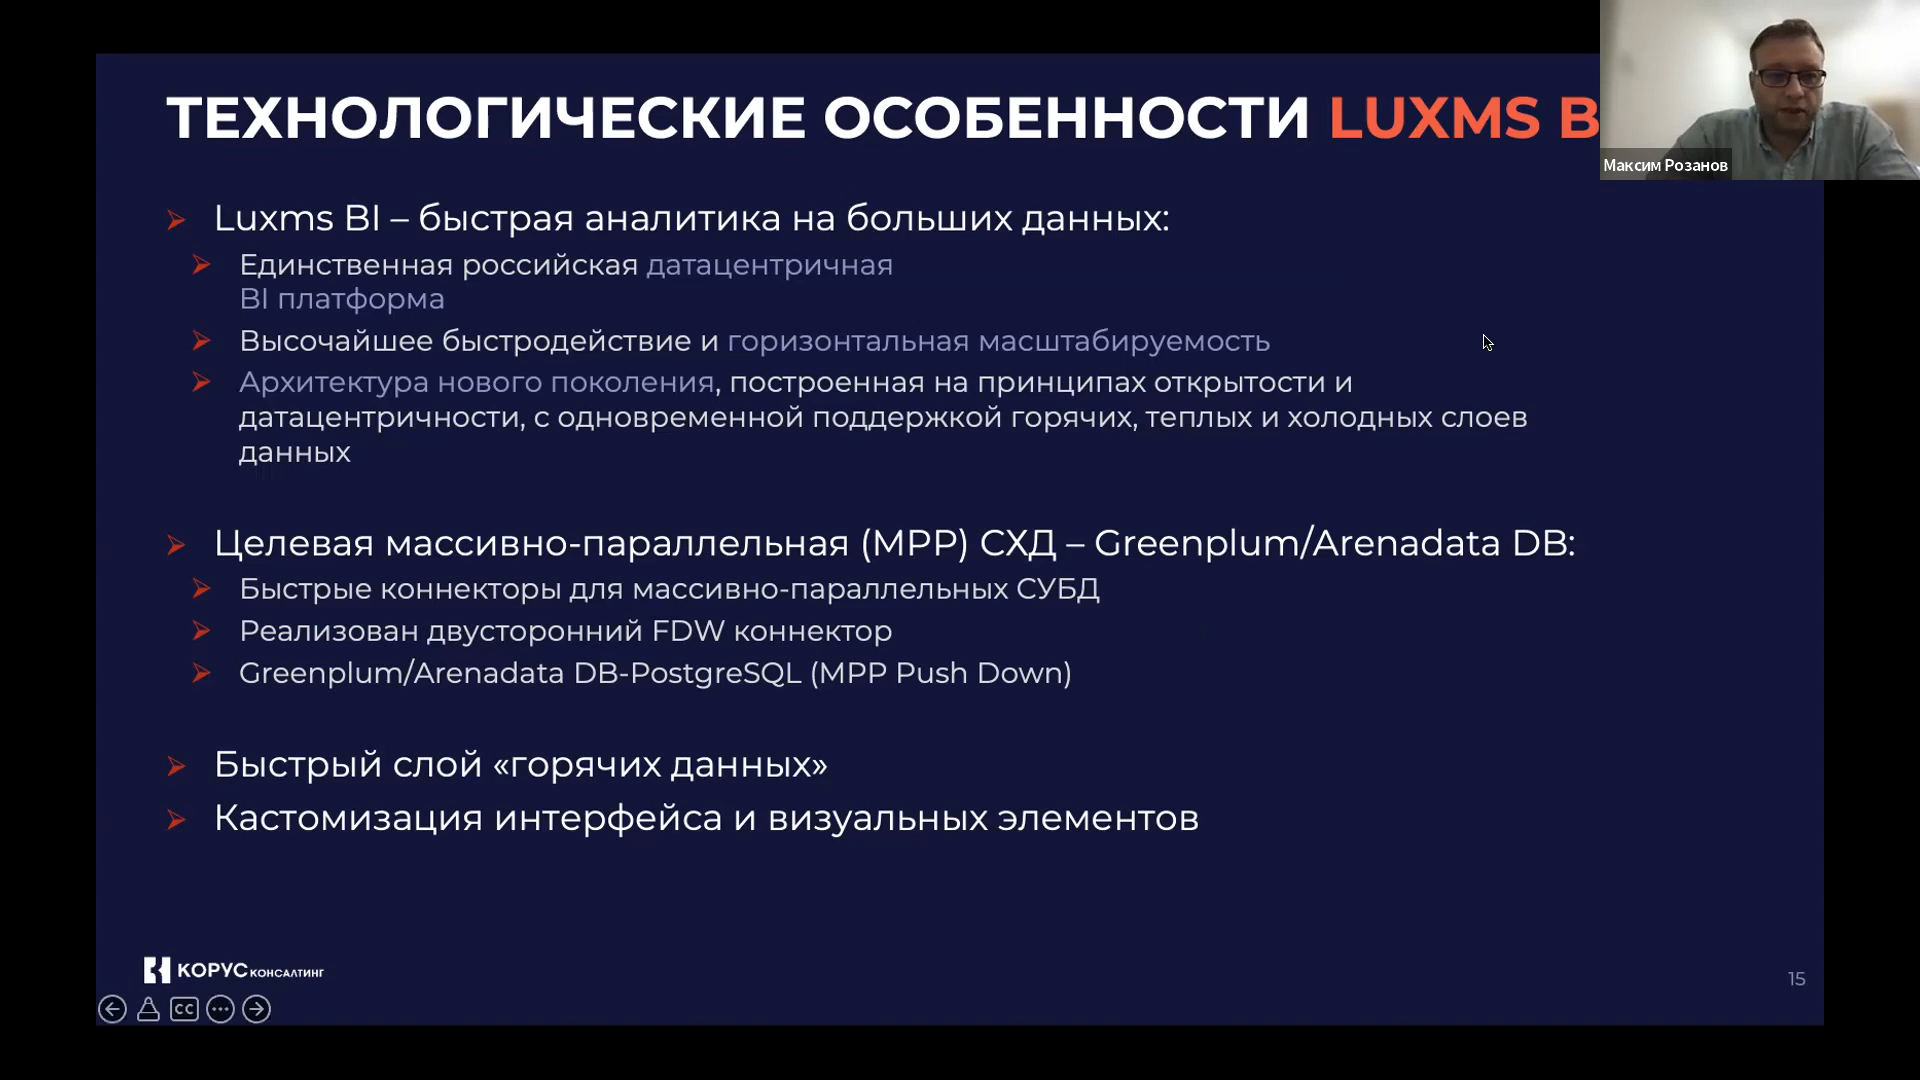 ТЕХНОЛОГИЧЕСКИЕ ОСОБЕННОСТИ LUXMS B
Максим Розанов
Luxms BI – быстрая аналитика на больших данных:
Единственная российская датацентричная
BI платформа
Высочайшее быстродействие и горизонтальная масштабируемость
Архитектура нового поколения, построенная на принципах открытости и
датацентричности, с одновременной поддержкой горячих, теплых и холодных слоев
данных
Целевая массивно-параллельная (MPP) СХД – Greenplum/Arenadata DB:
Быстрые коннекторы для массивно-параллельных СУБД
Реализован двусторонний FDW коннектор
Greenplum/Arenadata DB-PostgreSQL (MPP Push Down)
Быстрый слой «горячих данных»
Кастомизация интерфейса и визуальных элементов
КОРУС КОНСАЛТИНГ
15
CC